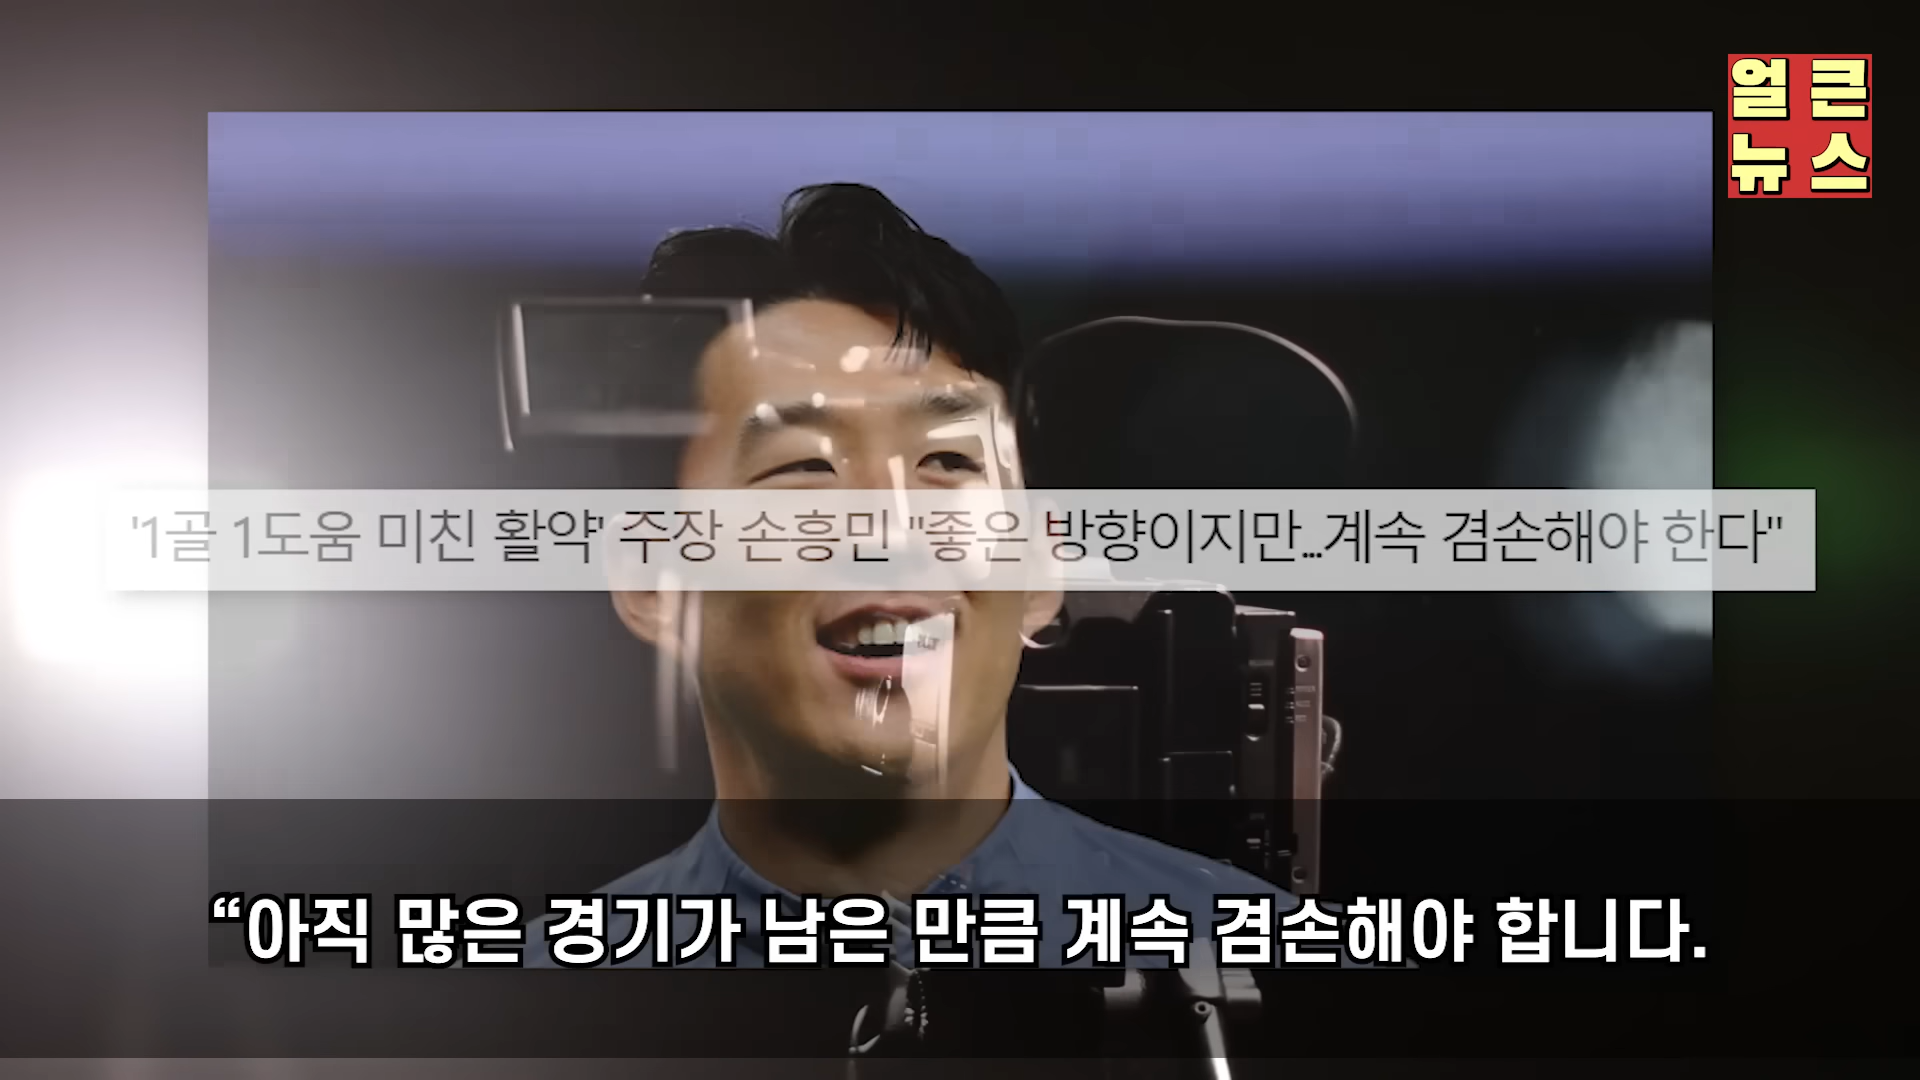 얼큰
뉴스
'1골 1도움 미친 활약' 주장 손흥민 "좋은 방향이지만...계속 겸손해야 한다"
“아직 많은 경기가 남은 만큼 계속 겸손해야 합니다.